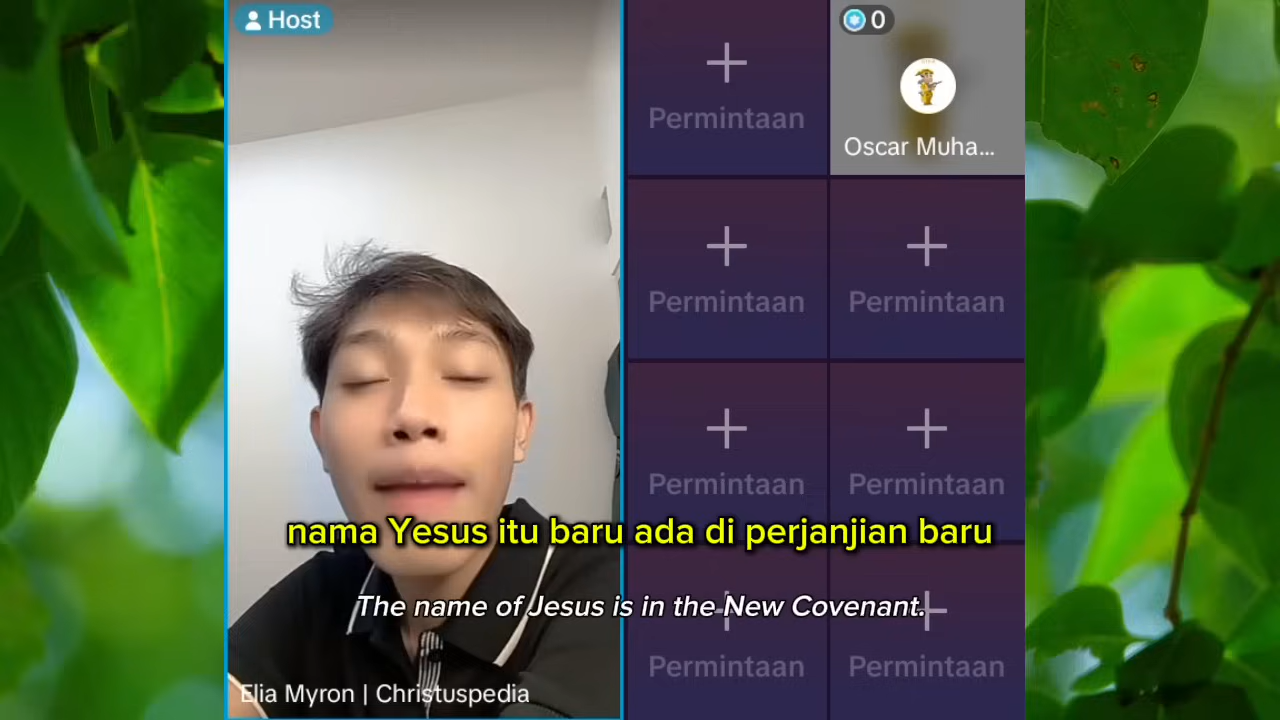 Host
0
Permintaan
Oscar Muha...
Permintaan
Permintaan
Permintaan
Permintaan
nama Yesus itu baru ada di perjanjian baru
The name of Jesus is in the New Covenant.
Permintaan
Permintaan
Elia Myron | Christuspedia